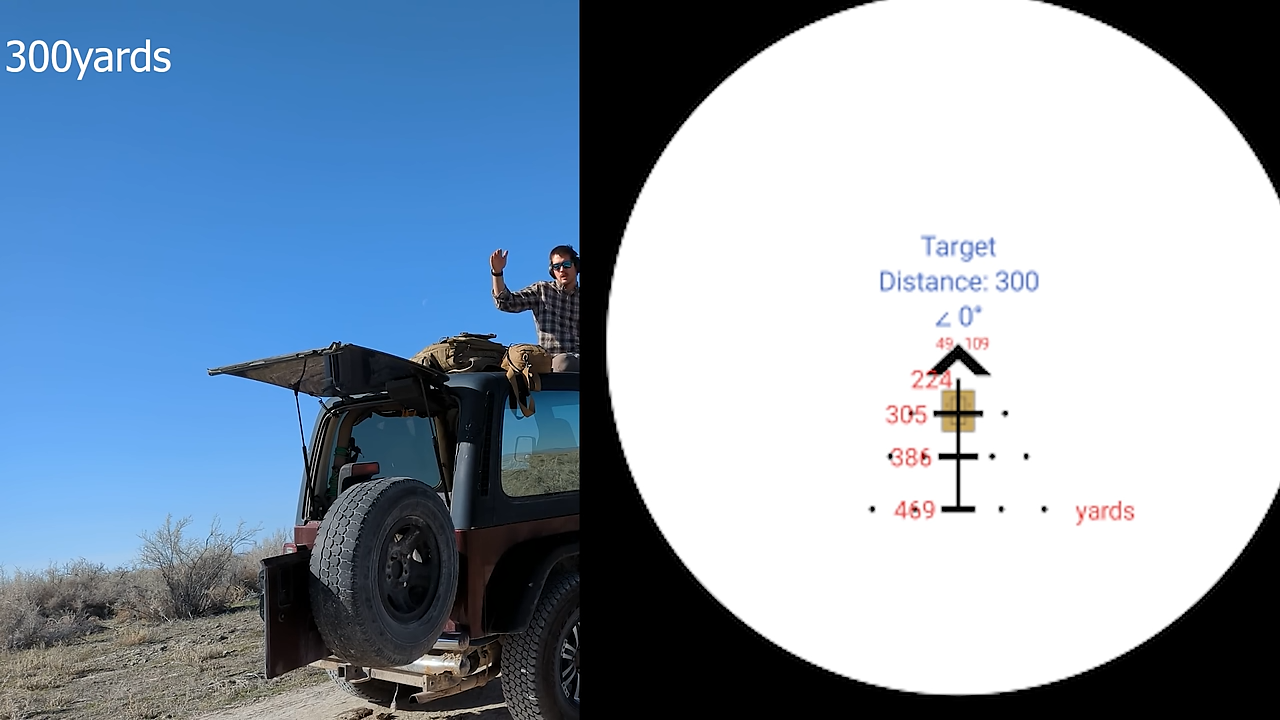 300yards
Target
Distance: 300
∠ 0°
49 109
224
305
386
469 yards